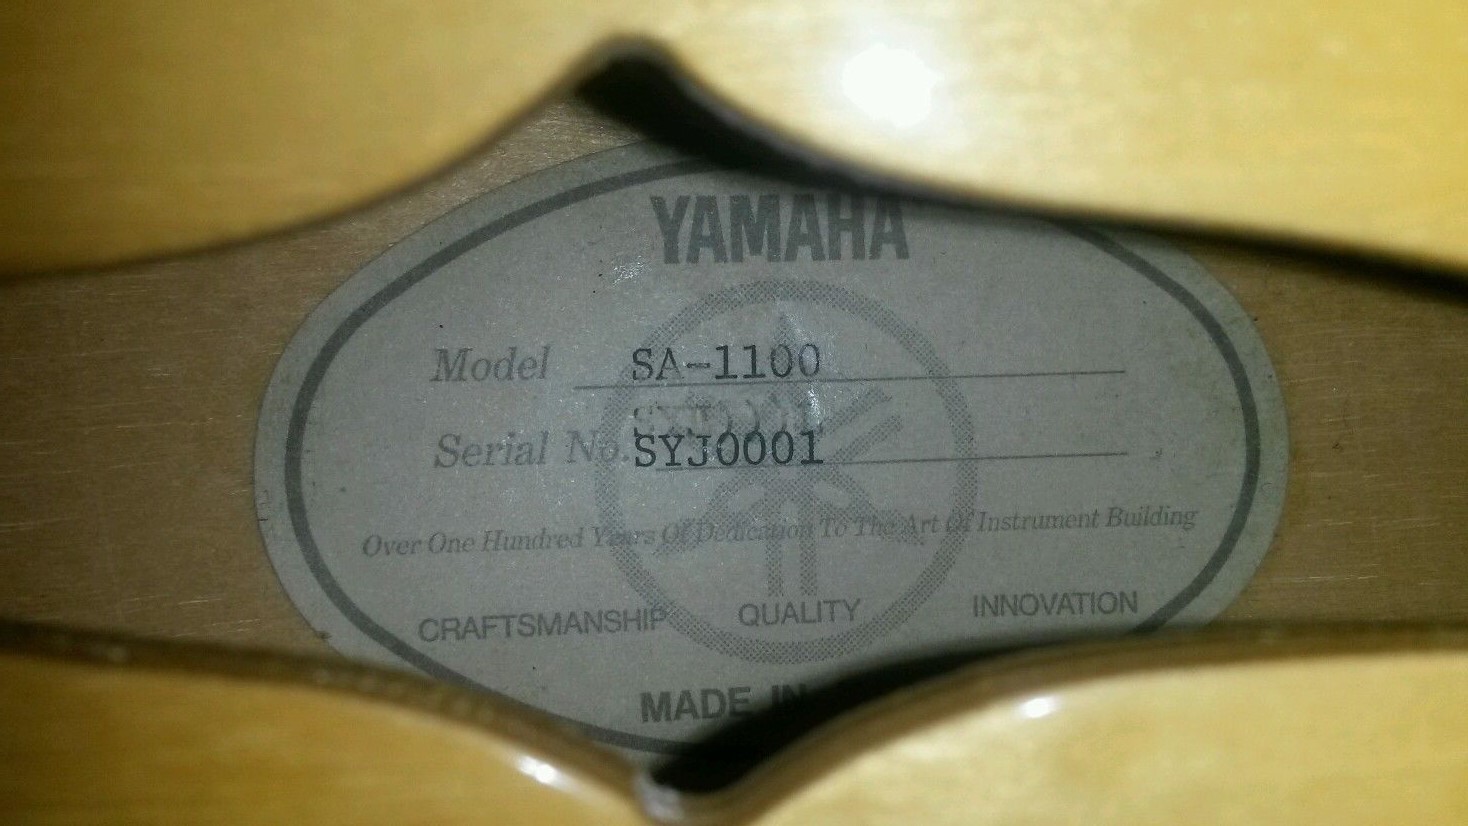 YAMAHA
Model SA-1100
Serial No. SYJ0001
Over One Hundred Years Of Dedication To The Art Of Instrument Building
CRAFTSMANSHIP QUALITY INNOVATION
MADE IN